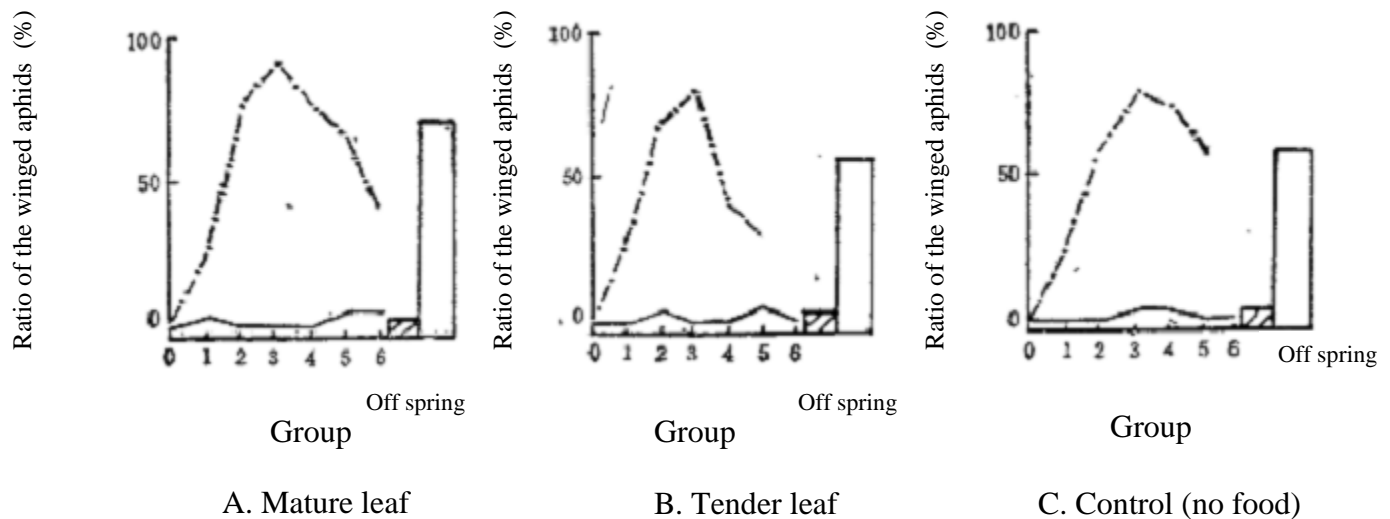 Ratio of the winged aphids (%)
100
50
0
0 1 2 3 4 5 6
Off spring
Group
A. Mature leaf
Ratio of the winged aphids (%)
100
50
0
0 1 2 3 4 5 6
Off spring
Group
B. Tender leaf
Ratio of the winged aphids (%)
100
50
0
0 1 2 3 4 5 6
Off spring
Group
C. Control (no food)